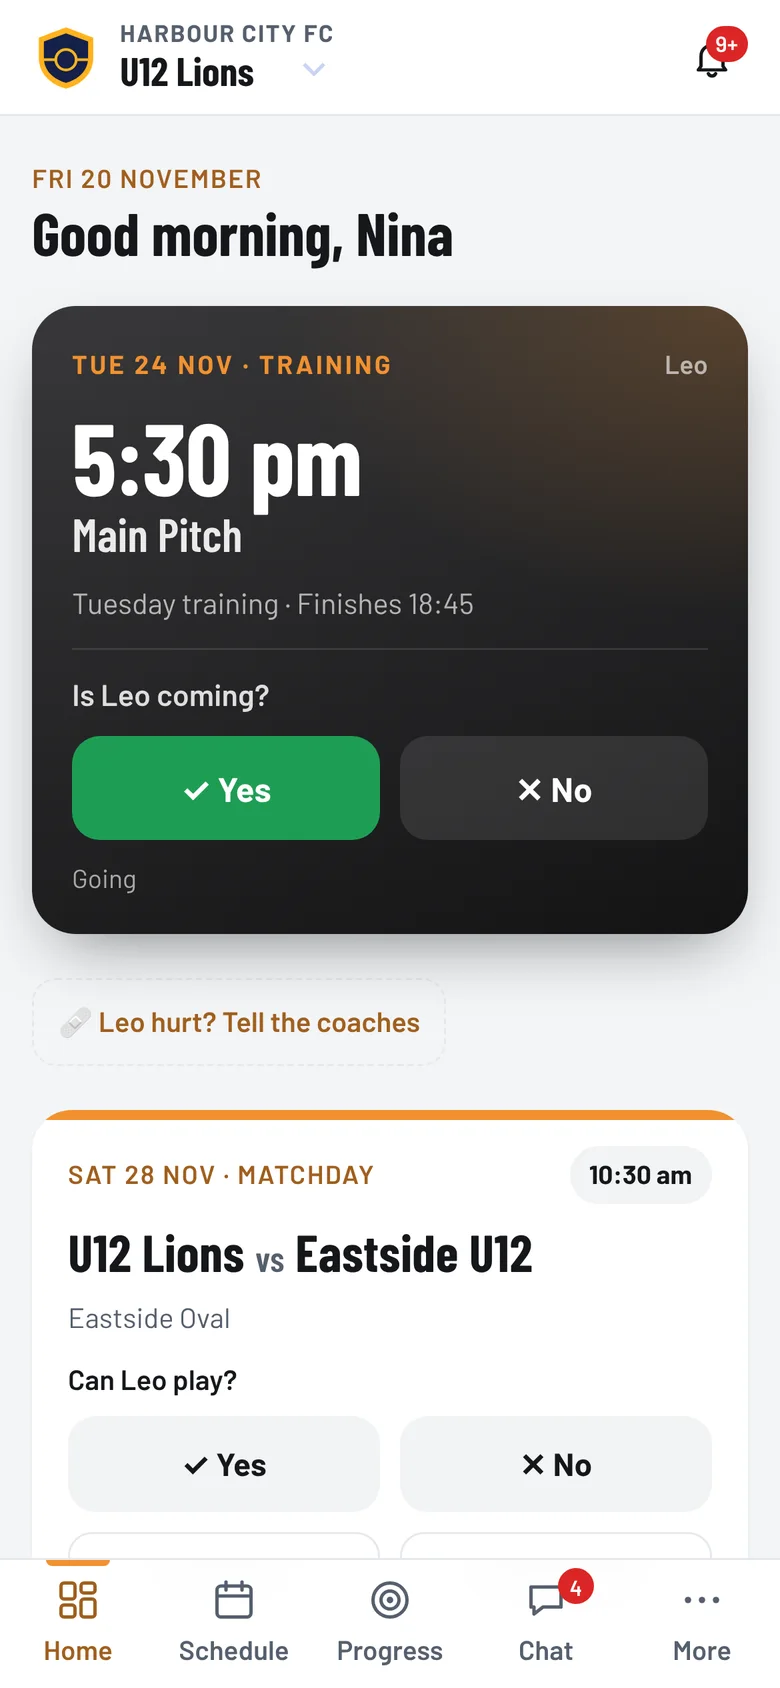 HARBOUR CITY FC
U12 Lions
9+
FRI 20 NOVEMBER
Good morning, Nina
TUE 24 NOV · TRAINING
Leo
5:30 pm
Main Pitch
Tuesday training · Finishes 18:45
Is Leo coming?
✓ Yes
✕ No
Going
Leo hurt? Tell the coaches
SAT 28 NOV · MATCHDAY
10:30 am
U12 Lions vs Eastside U12
Eastside Oval
Can Leo play?
✓ Yes
✕ No
4
Home
Schedule
Progress
Chat
More